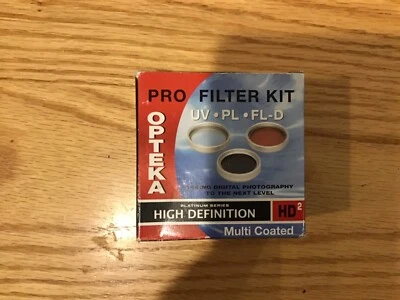 PRO FILTER KIT
UV • PL • FL-D
OPTEKA
DIGITAL PHOTOGRAPHY
TO THE NEXT LEVEL
PLATINUM SERIES
HIGH DEFINITION
HD²
Multi Coated